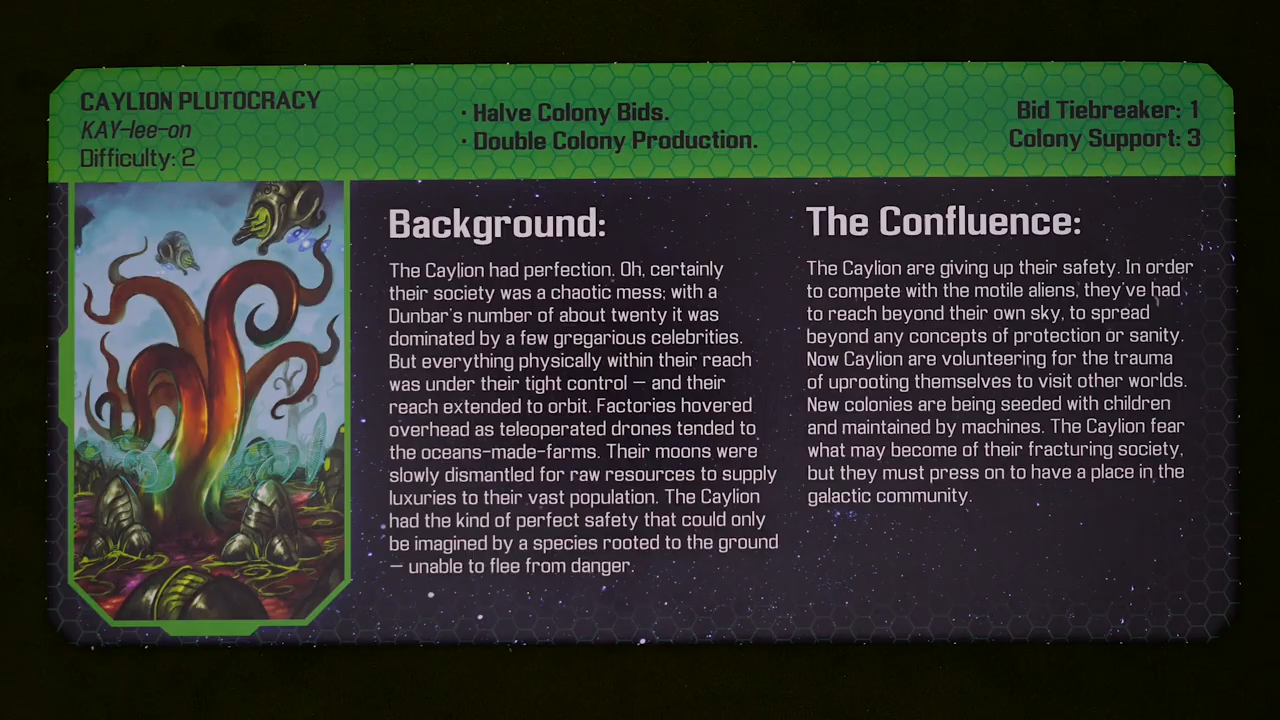 CAYLION PLUTOCRACY
KAY-lee-on
Difficulty: 2
· Halve Colony Bids.
· Double Colony Production.
Bid Tiebreaker: 1
Colony Support: 3
Background:
The Caylion had perfection. Oh, certainly
their society was a chaotic mess; with a
Dunbar's number of about twenty it was
dominated by a few gregarious celebrities.
But everything physically within their reach
was under their tight control – and their
reach extended to orbit. Factories hovered
overhead as teleoperated drones tended to
the oceans-made-farms. Their moons were
slowly dismantled for raw resources to supply
luxuries to their vast population. The Caylion
had the kind of perfect safety that could only
be imagined by a species rooted to the ground
– unable to flee from danger.
The Confluence:
The Caylion are giving up their safety. In order
to compete with the motile aliens, they've had
to reach beyond their own sky, to spread
beyond any concepts of protection or sanity.
Now Caylion are volunteering for the trauma
of uprooting themselves to visit other worlds.
New colonies are being seeded with children
and maintained by machines. The Caylion fear
what may become of their fracturing society,
but they must press on to have a place in the
galactic community.